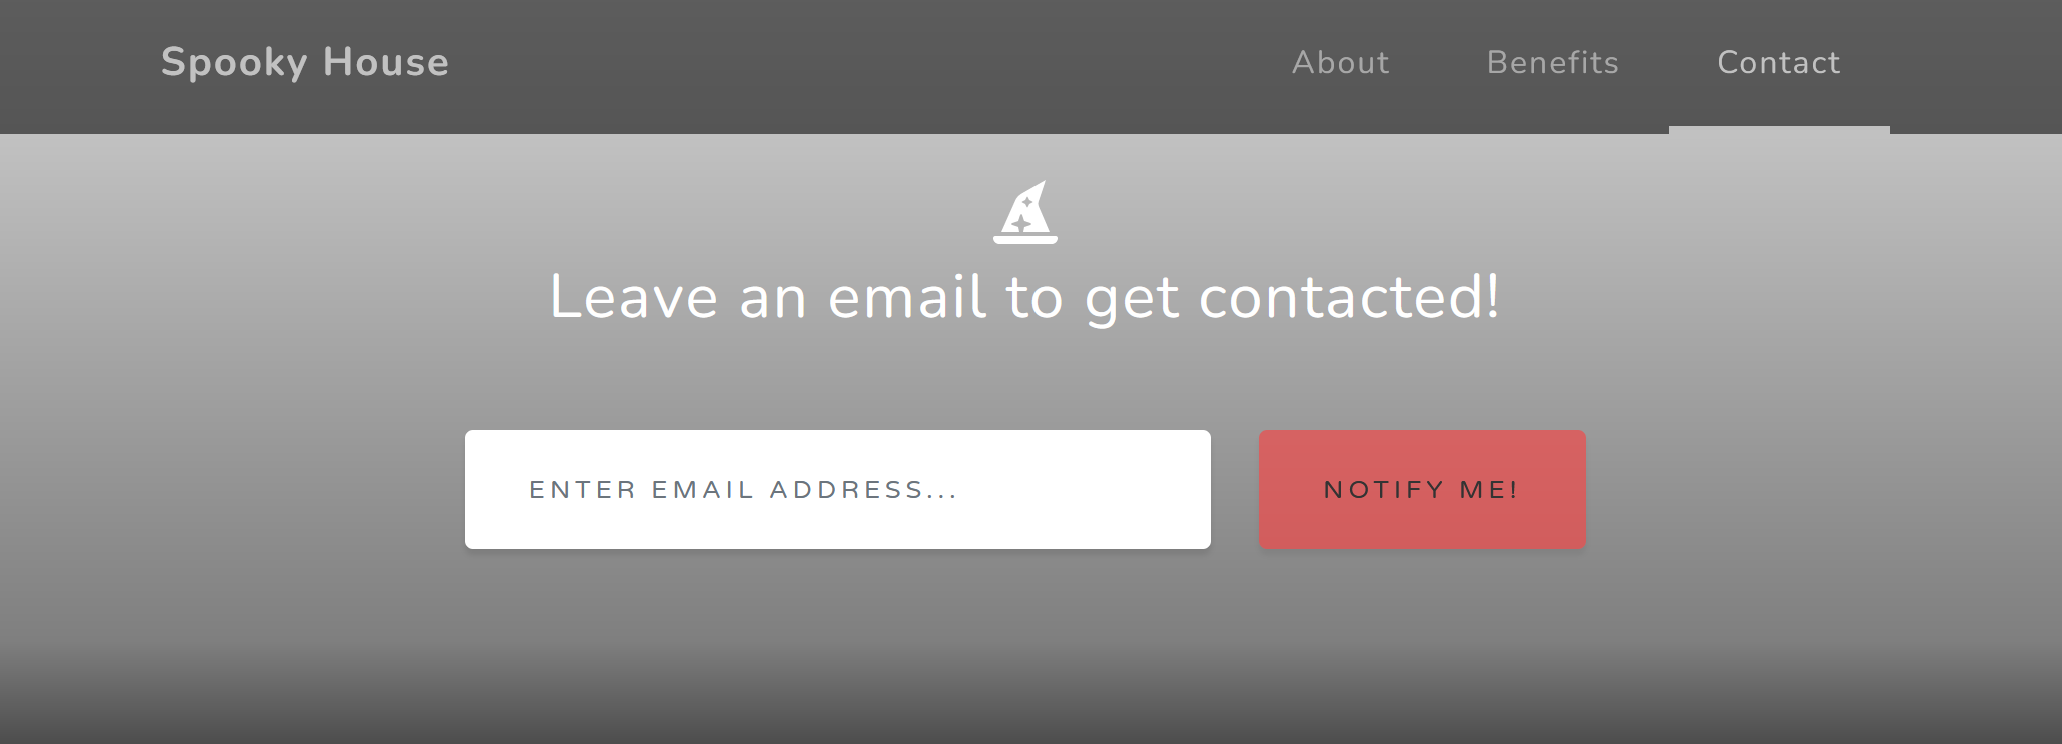 Spooky House
About Benefits Contact
Leave an email to get contacted!
ENTER EMAIL ADDRESS...
NOTIFY ME!